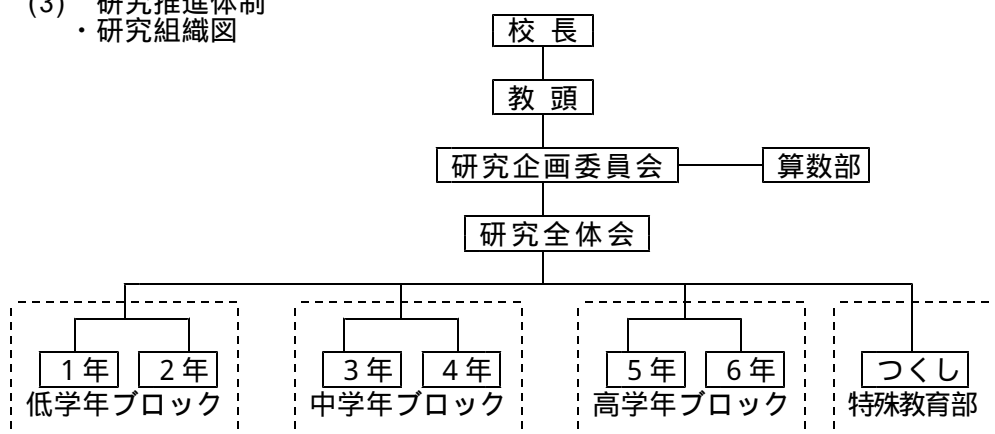 (3) 研究推進体制
・研究組織図
校長
教頭
研究企画委員会 算数部
研究全体会
1年 2年 3年 4年 5年 6年 つくし
低学年ブロック 中学年ブロック 高学年ブロック 特殊教育部